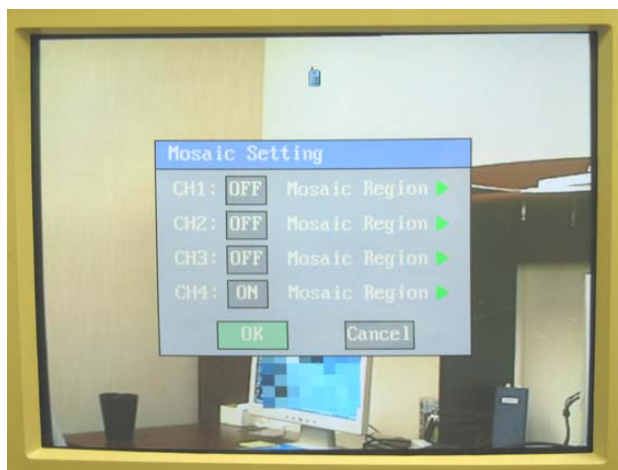 Mosaic Setting
CH1: OFF Mosaic Region
CH2: OFF Mosaic Region
CH3: OFF Mosaic Region
CH4: ON Mosaic Region
OK Cancel